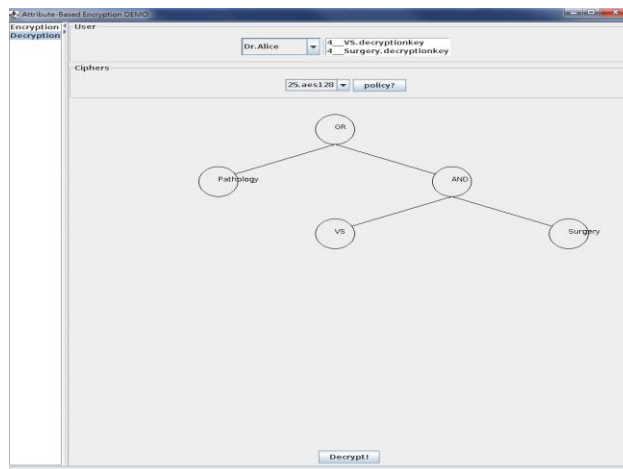 Attribute-Based Encryption DEMO
Encryption
Decryption
User
Dr.Alice
4__VS.decryptionkey
4__Surgery.decryptionkey
Ciphers
25.aes128
policy?
OR
Pathology
AND
VS
Surgery
Decrypt!